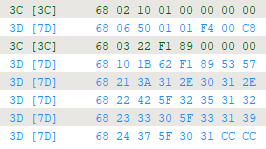 3C [3C] 68 02 10 01 00 00 00 00
3D [7D] 68 06 50 01 01 F4 00 C8
3C [3C] 68 03 22 F1 89 00 00 00
3D [7D] 68 10 1B 62 F1 89 53 57
3D [7D] 68 21 3A 31 2E 30 31 2E
3D [7D] 68 22 42 5F 32 35 31 32
3D [7D] 68 23 33 30 5F 33 31 39
3D [7D] 68 24 37 5F 30 31 CC CC